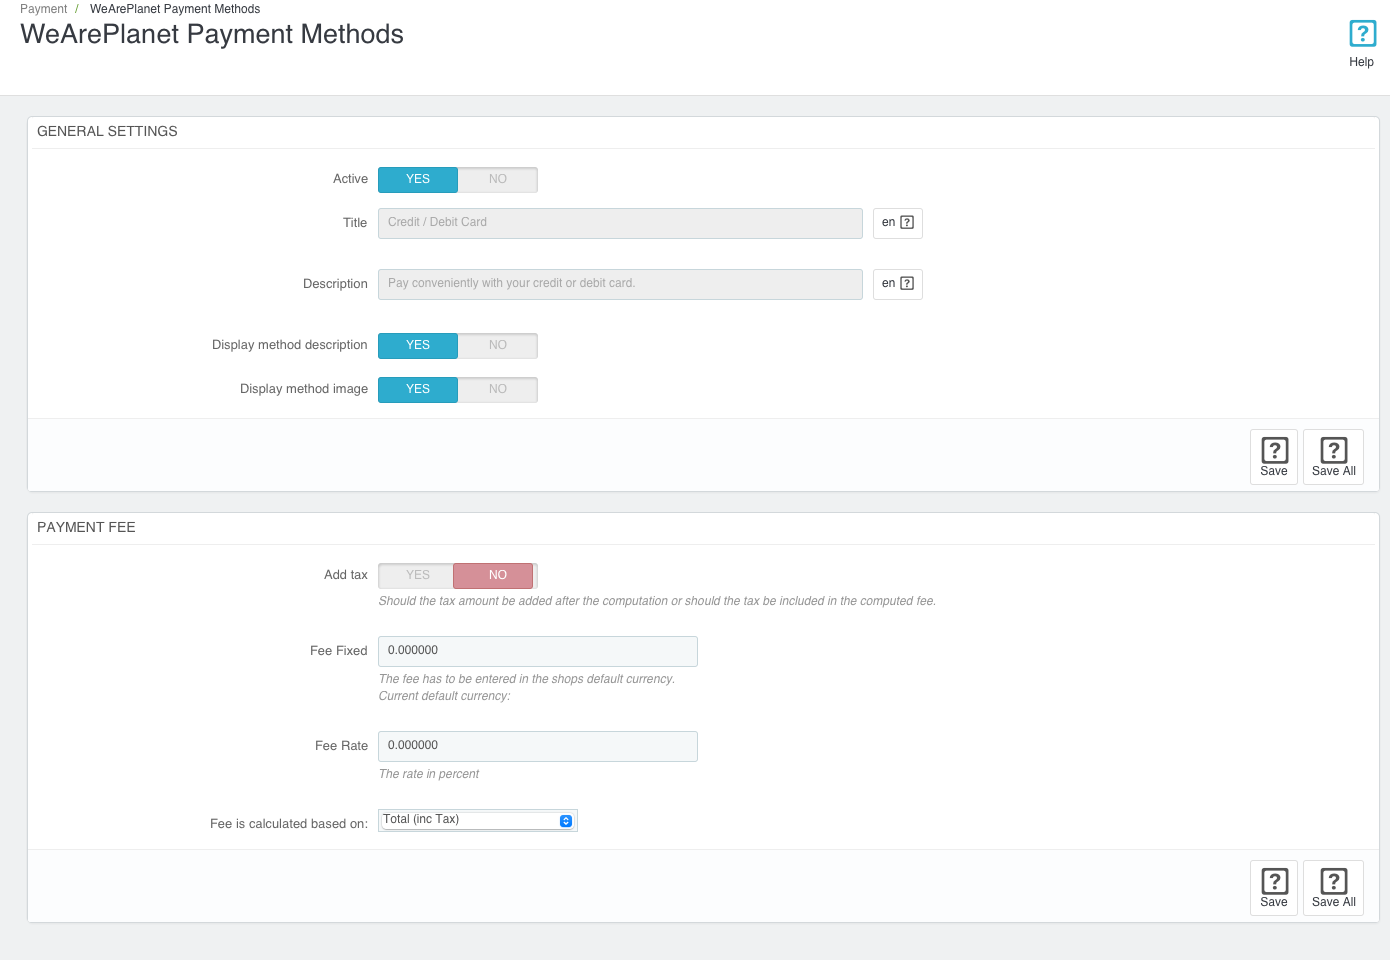 Payment / WeArePlanet Payment Methods
WeArePlanet Payment Methods
Help
GENERAL SETTINGS
Active YES NO
Title Credit / Debit Card en ?
Description Pay conveniently with your credit or debit card. en ?
Display method description YES NO
Display method image YES NO
? ?
Save Save All
PAYMENT FEE
Add tax YES NO
Should the tax amount be added after the computation or should the tax be included in the computed fee.
Fee Fixed 0.000000
The fee has to be entered in the shops default currency.
Current default currency:
Fee Rate 0.000000
The rate in percent
Fee is calculated based on: Total (inc Tax)
? ?
Save Save All